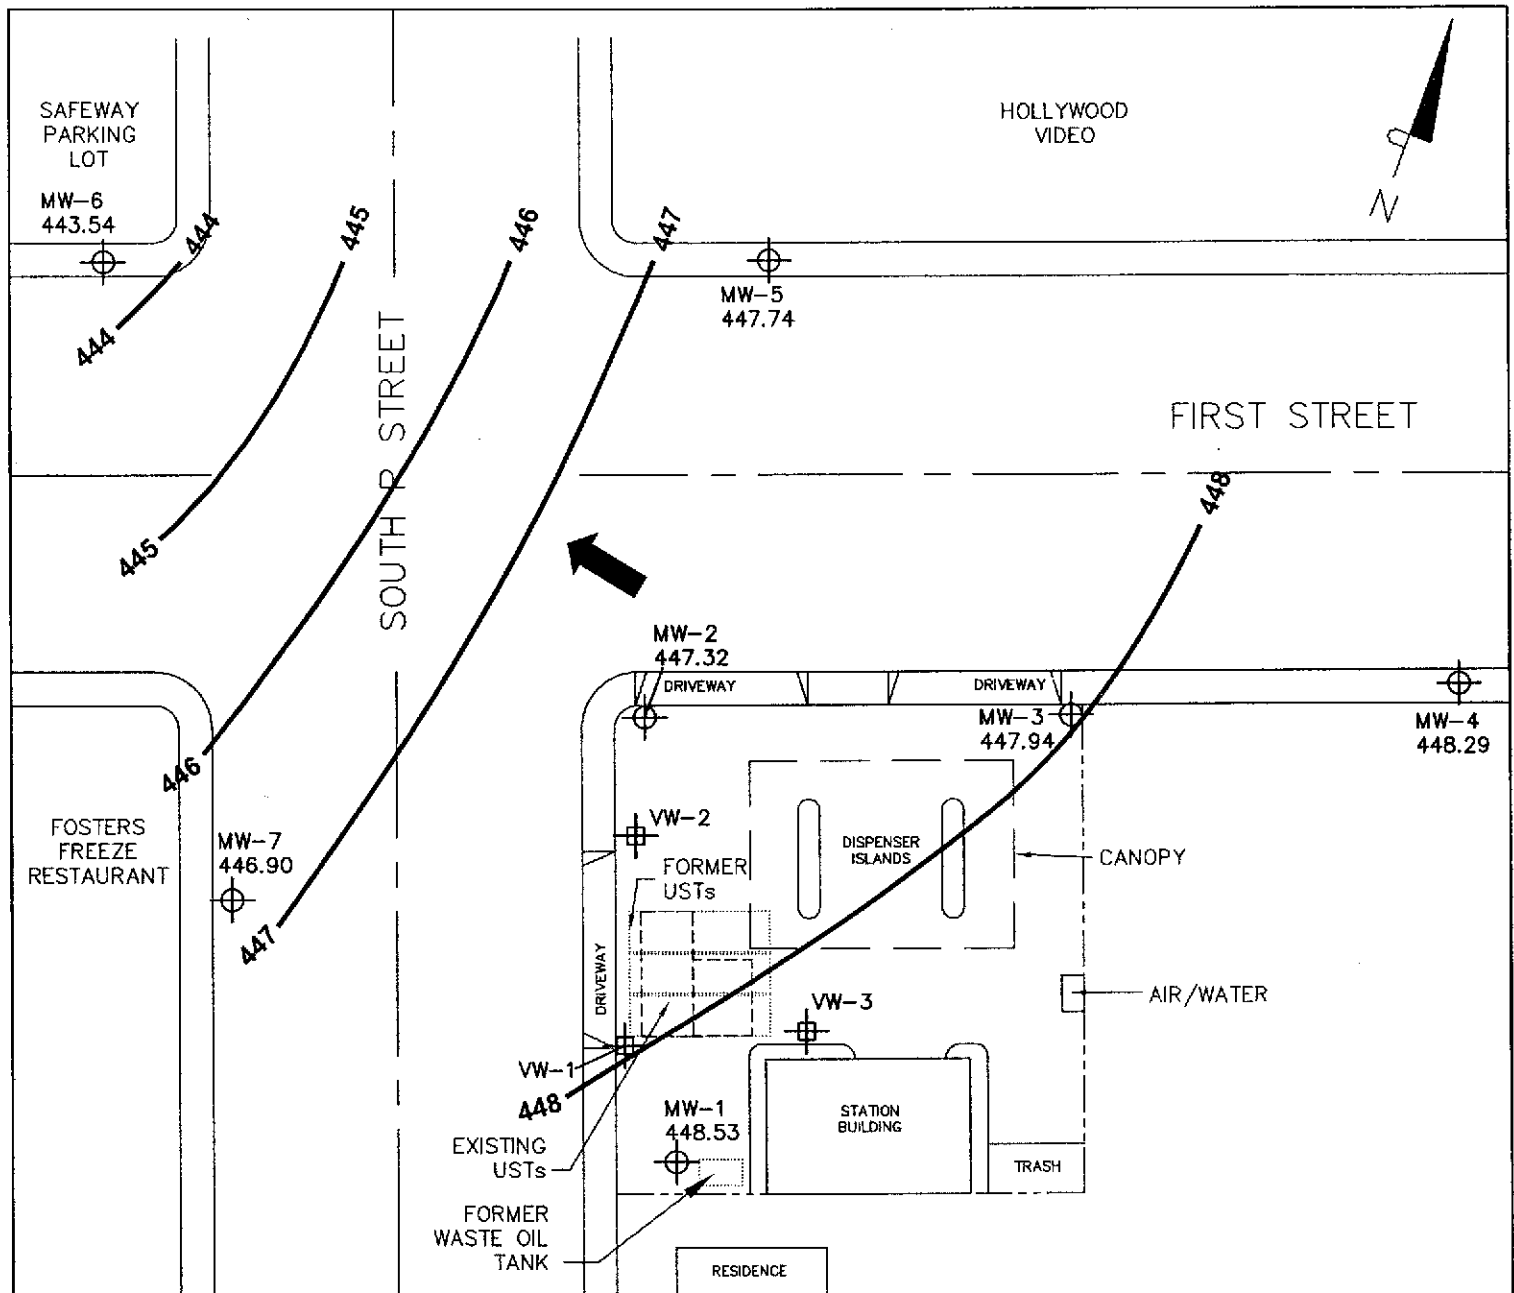 SAFEWAY
PARKING
LOT
HOLLYWOOD
VIDEO
N
MW-6
443.54
444
445
446
447
MW-5
447.74
444
SOUTH P STREET
FIRST STREET
448
445
MW-2
447.32
DRIVEWAY
DRIVEWAY
MW-3
447.94
MW-4
448.29
446
FOSTERS
FREEZE
RESTAURANT
MW-7
446.90
447
VW-2
FORMER
USTs
DISPENSER
ISLANDS
CANOPY
DRIVEWAY
VW-3
AIR/WATER
VW-1
448
MW-1
448.53
STATION
BUILDING
EXISTING
USTs
TRASH
FORMER
WASTE OIL
TANK
RESIDENCE